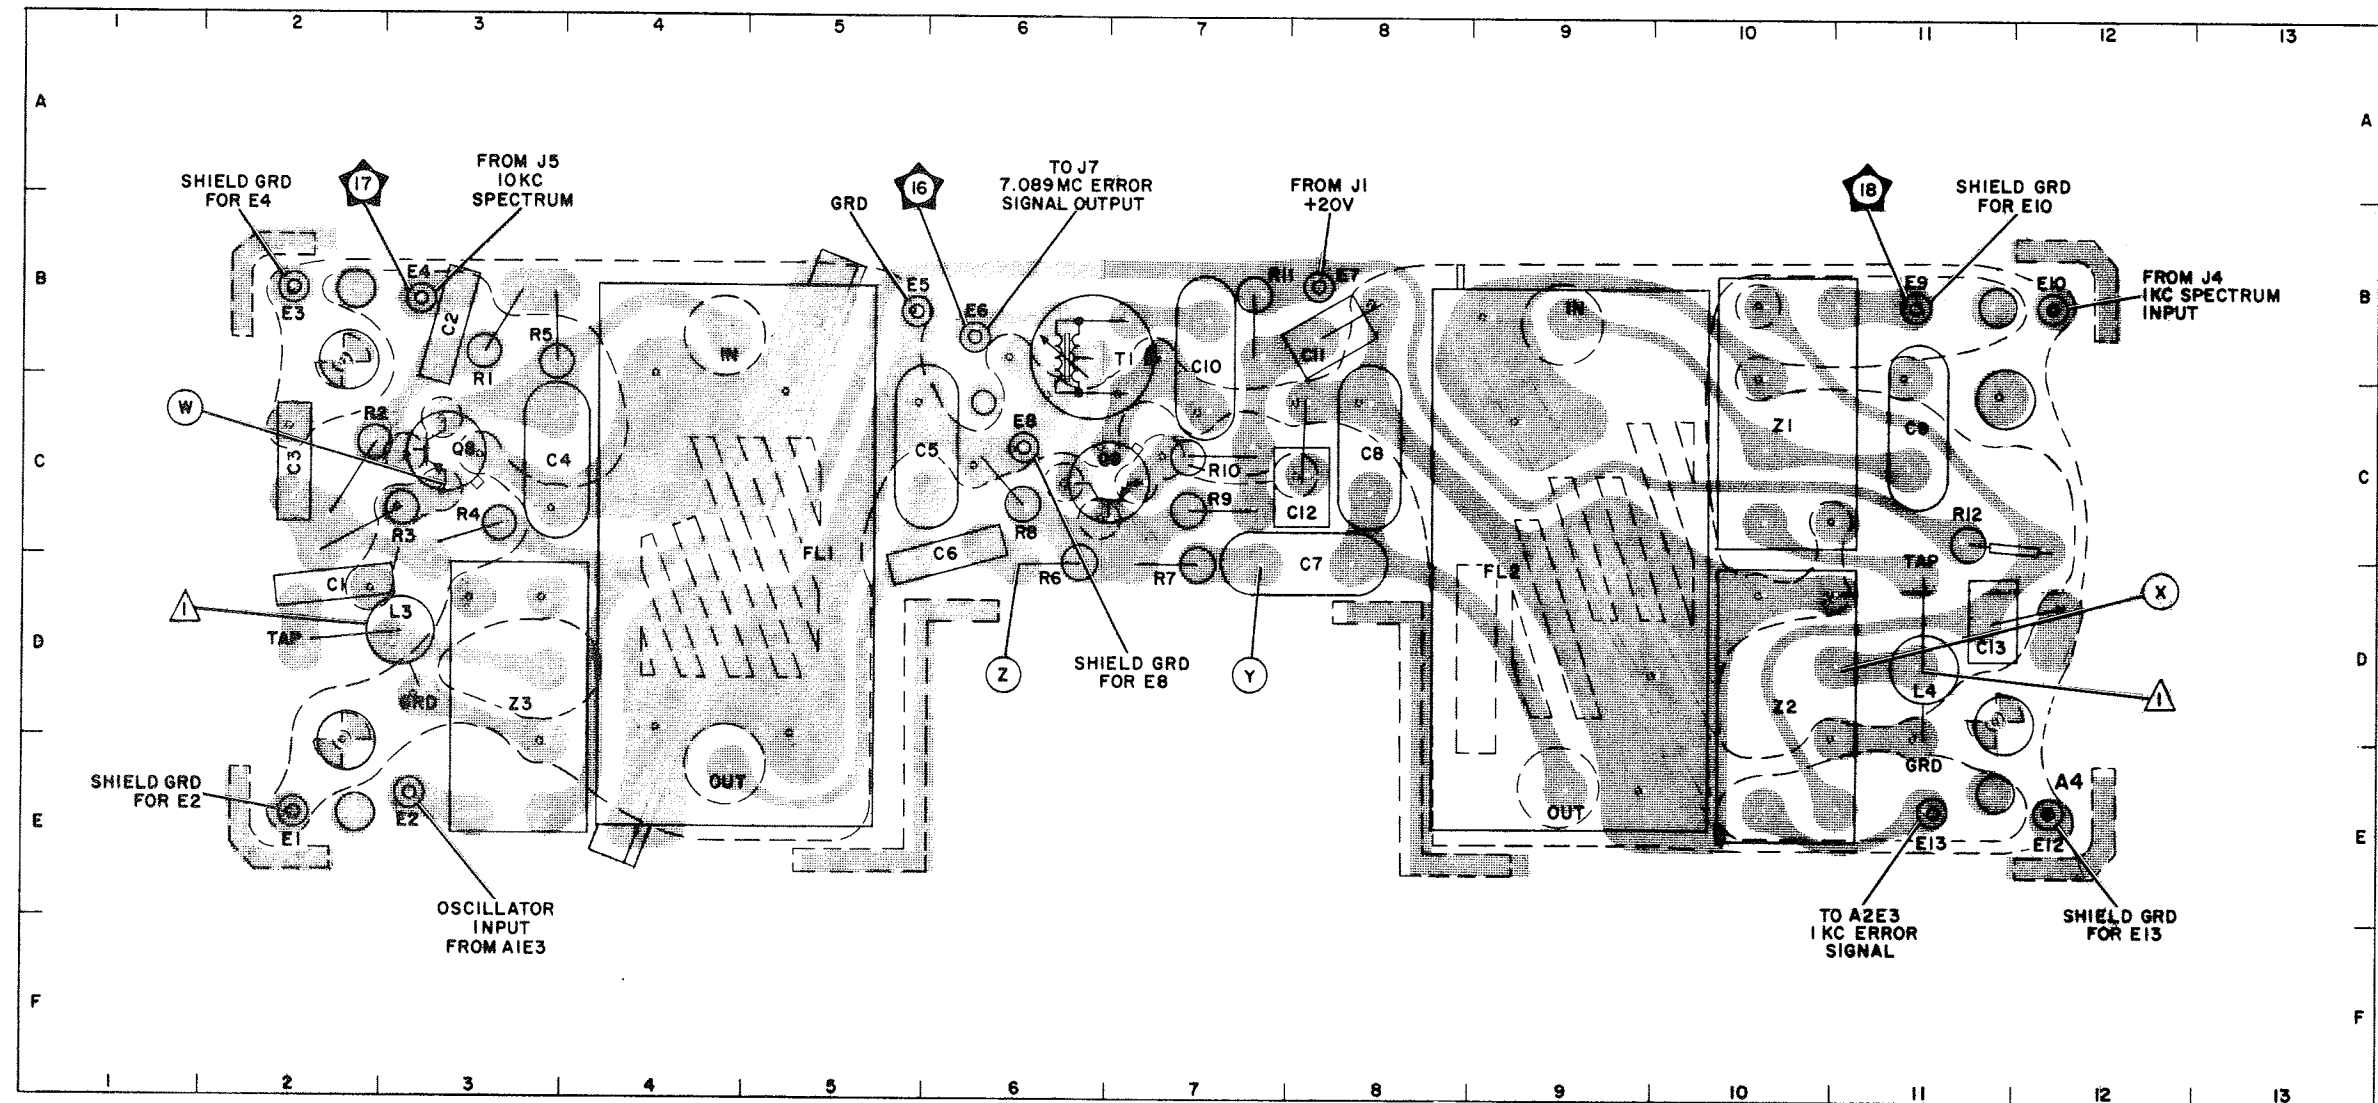 1 2 3 4 5 6 7 8 9 10 11 12 13
A A
FROM J5
10KC
SPECTRUM
17
SHIELD GRD
FOR E4
16
TO J7
7.089MC ERROR
SIGNAL OUTPUT
GRD
FROM J1
+20V
18
SHIELD GRD
FOR E10
B B
E3
E4
C2
R1
R5
IN
E5
E6
T1
C10
R11
E7
C11
IN
E9
E10
FROM J4
1KC SPECTRUM
INPUT
W
R2
C3
Q8
C4
C5
E8
R10
C8
Z1
C9
C C
R3
R4
R8
R9
C12
R12
FL1
C6
R6
R7
C7
FL2
TAP
C1
L3
1
TAP
X
D D
GRD
Z3
Z
SHIELD GRD
FOR E8
Y
Z2
L4
C13
1
OUT
OUT
GRD
A4
SHIELD GRD
FOR E2
E1
E2
E13
E12
E E
OSCILLATOR
INPUT
FROM A1E3
TO A2E3
1 KC ERROR
SIGNAL
SHIELD GRD
FOR E13
F F
1 2 3 4 5 6 7 8 9 10 11 12 13